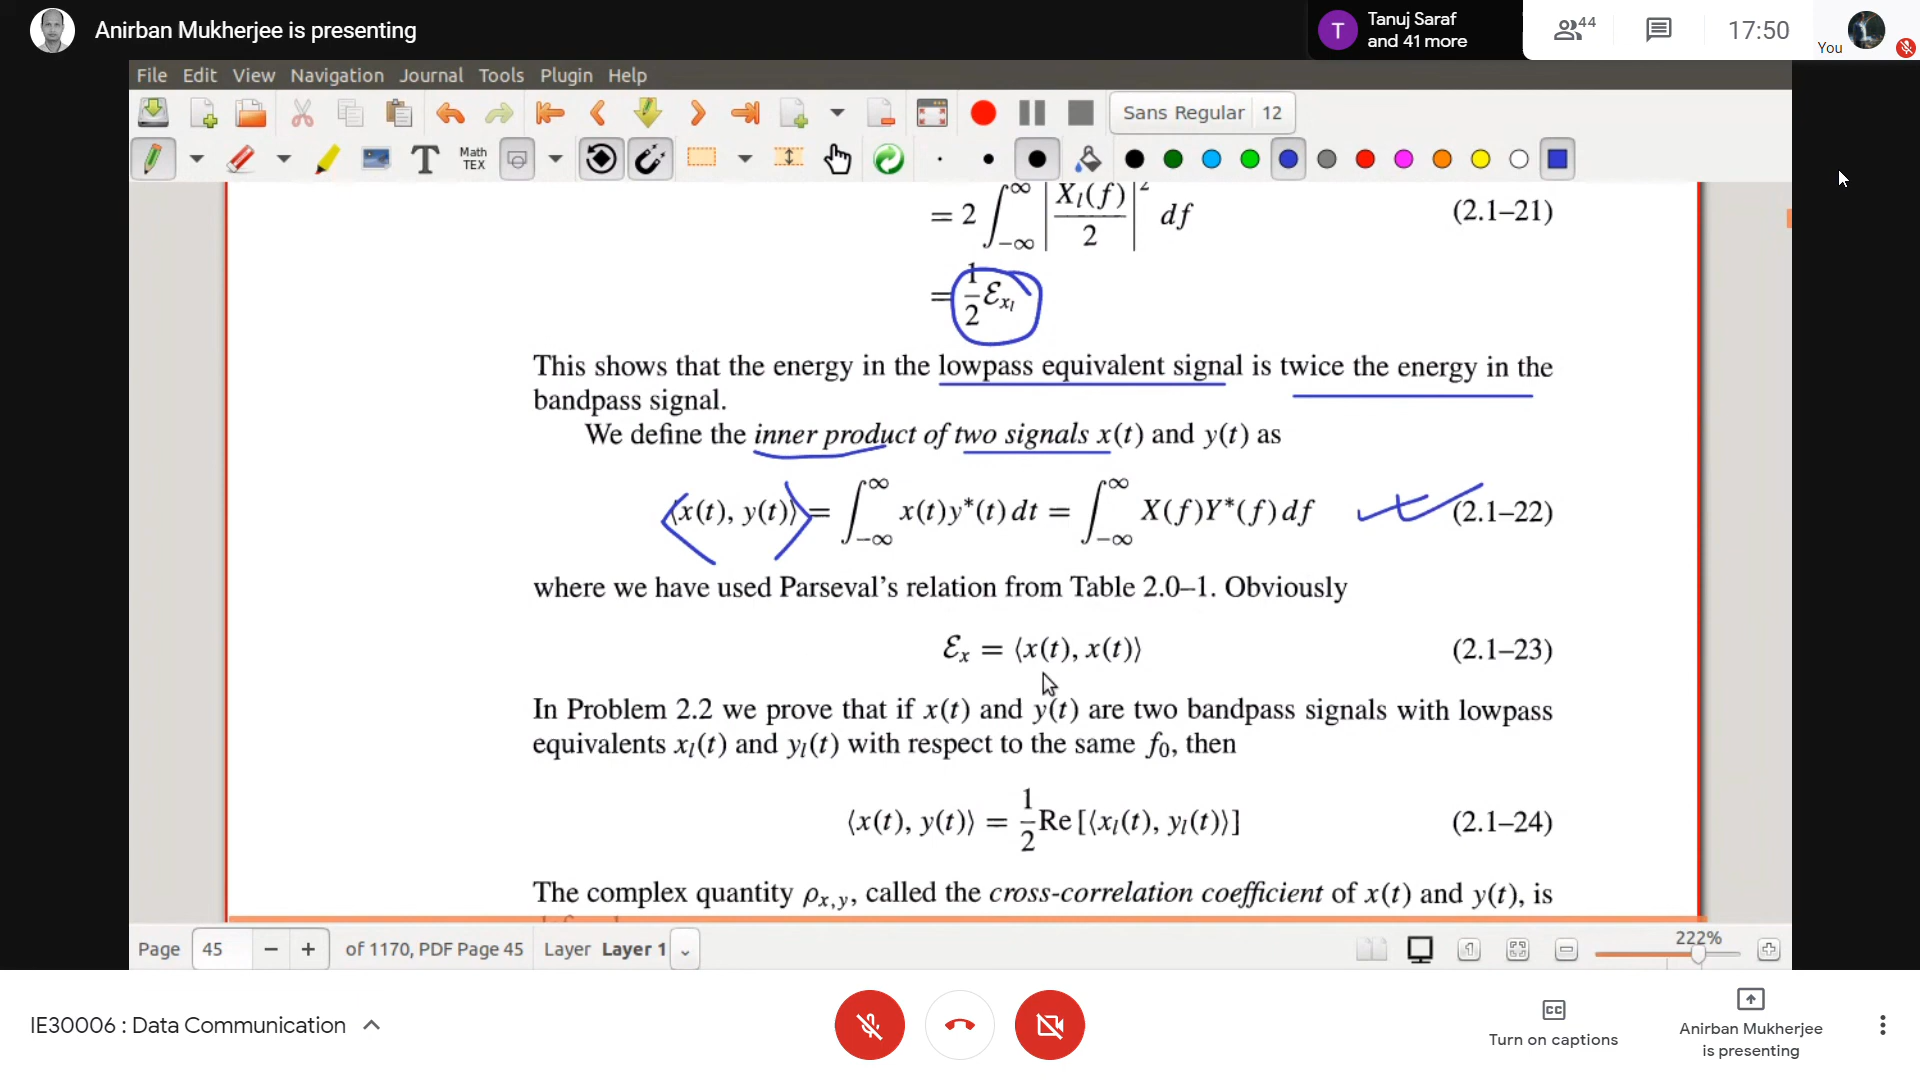 Anirban Mukherjee is presenting
T
Tanuj Saraf
and 41 more
44
17:50
You
File Edit View Navigation Journal Tools Plugin Help
Sans Regular 12
T
Math
TEX
= 2 ∫_{-∞}^{∞} |X_l(f)/2|² df (2.1–21)
= 1/2 ℰ_{x_l}
This shows that the energy in the lowpass equivalent signal is twice the energy in the
bandpass signal.
We define the inner product of two signals x(t) and y(t) as
⟨x(t), y(t)⟩ = ∫_{-∞}^{∞} x(t)y*(t) dt = ∫_{-∞}^{∞} X(f)Y*(f) df (2.1–22)
where we have used Parseval's relation from Table 2.0–1. Obviously
ℰ_x = ⟨x(t), x(t)⟩ (2.1–23)
In Problem 2.2 we prove that if x(t) and y(t) are two bandpass signals with lowpass
equivalents x_l(t) and y_l(t) with respect to the same f_0, then
⟨x(t), y(t)⟩ = 1/2 Re [⟨x_l(t), y_l(t)⟩] (2.1–24)
The complex quantity ρ_{x,y}, called the cross-correlation coefficient of x(t) and y(t), is
Page 45 − + of 1170, PDF Page 45 Layer Layer 1
1
222%
IE30006 : Data Communication
CC
Turn on captions
Anirban Mukherjee
is presenting